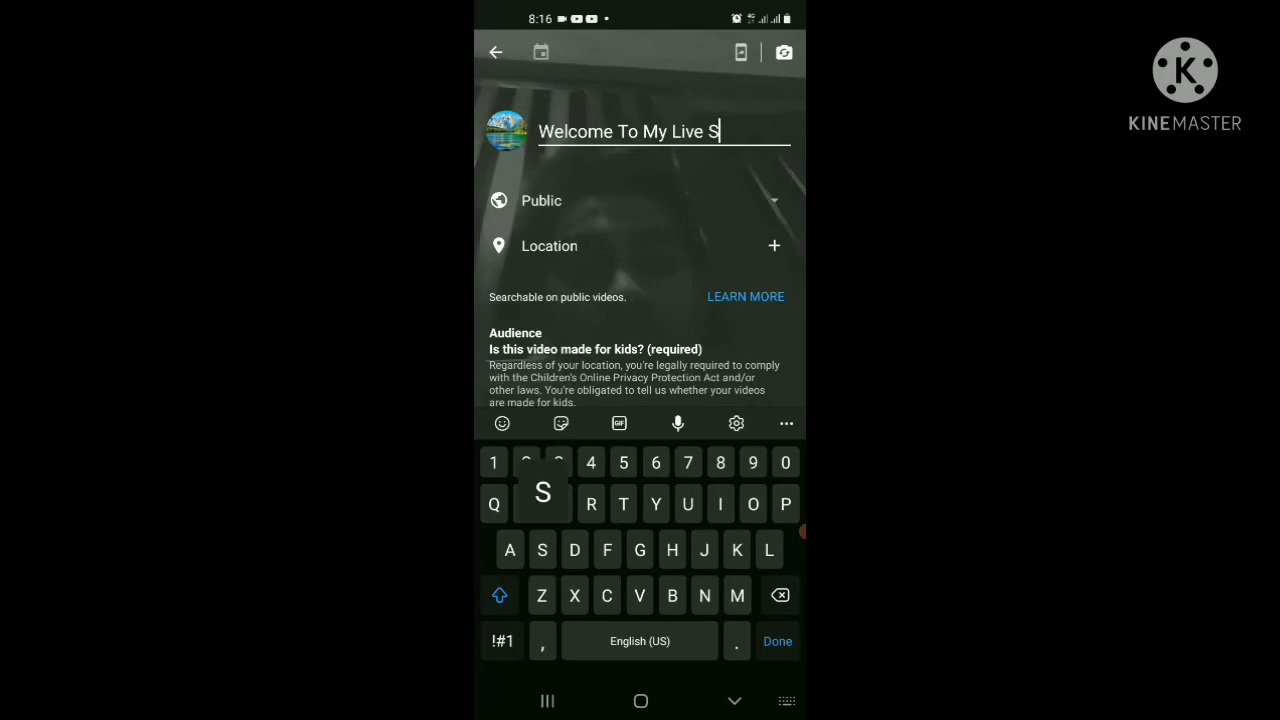 8:16
4G
Welcome To My Live S
K
KINEMASTER
Public
Location
Searchable on public videos.
LEARN MORE
Audience
Is this video made for kids? (required)
Regardless of your location, you're legally required to comply
with the Children's Online Privacy Protection Act and/or
other laws. You're obligated to tell us whether your videos
are made for kids.
GIF
1 4 5 6 7 8 9 0
S
Q R T Y U I O P
A S D F G H J K L
Z X C V B N M
!#1 , English (US) . Done